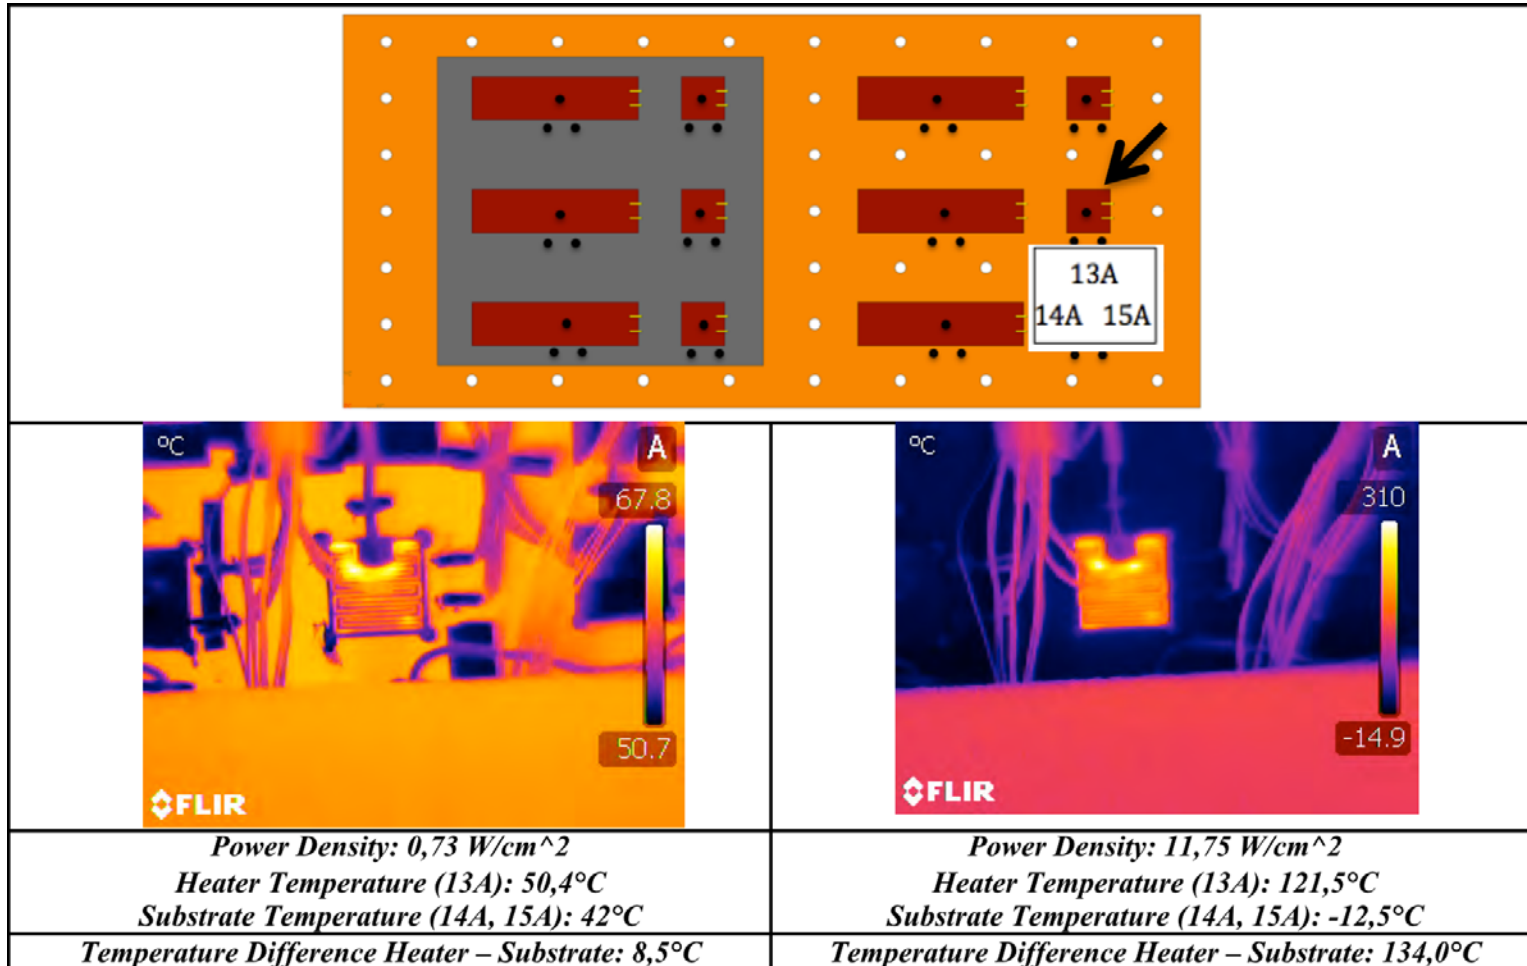 13A
14A 15A
°C
A
67.8
50.7
FLIR
°C
A
310
-14.9
FLIR
Power Density: 0,73 W/cm^2
Heater Temperature (13A): 50,4°C
Substrate Temperature (14A, 15A): 42°C
Temperature Difference Heater – Substrate: 8,5°C
Power Density: 11,75 W/cm^2
Heater Temperature (13A): 121,5°C
Substrate Temperature (14A, 15A): -12,5°C
Temperature Difference Heater – Substrate: 134,0°C